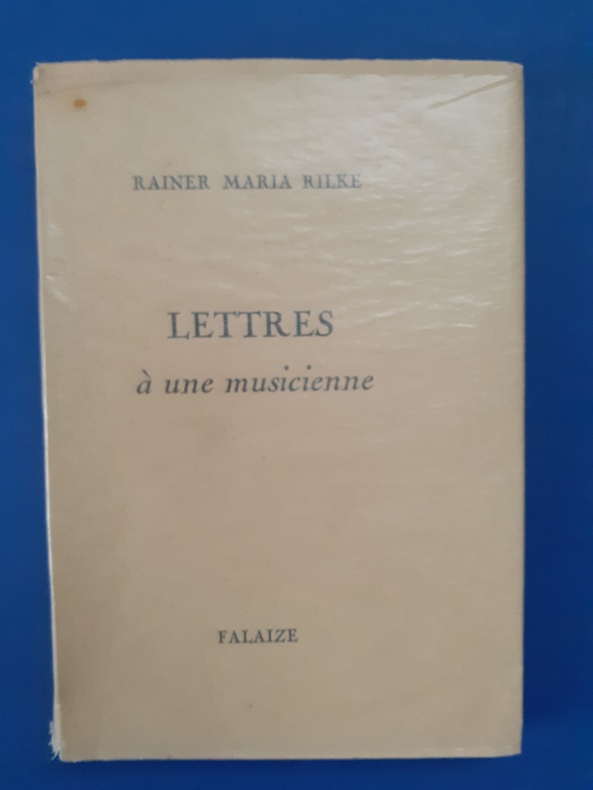 RAINER MARIA RILKE
LETTRES
à une musicienne
FALAIZE